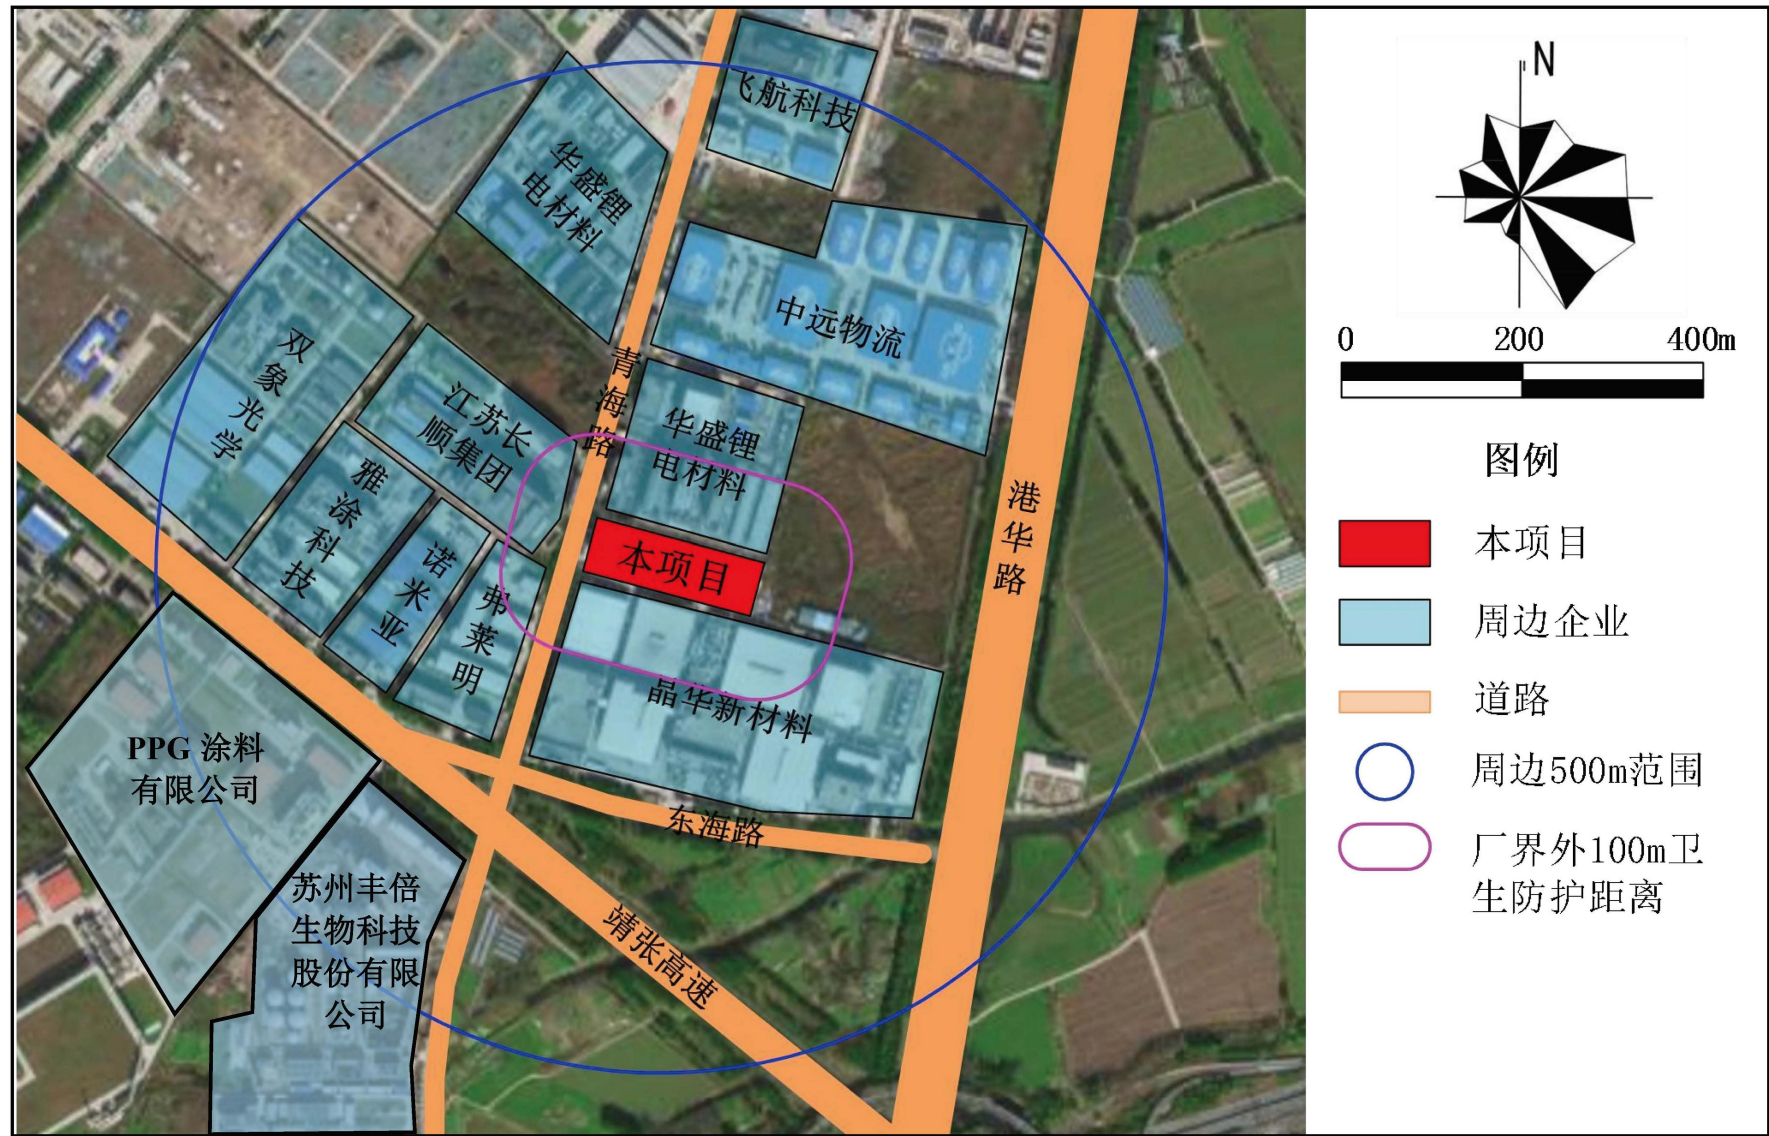 飞航科技
华盛锂
电材料
中远物流
双象光学
江苏长
顺集团
青海路
华盛锂
电材料
雅涂科技
诺米亚
弗莱明
本项目
港华路
晶华新材料
PPG 涂料
有限公司
东海路
苏州丰倍
生物科技
股份有限
公司
靖张高速
N
0 200 400m
图例
本项目
周边企业
道路
周边500m范围
厂界外100m卫
生防护距离